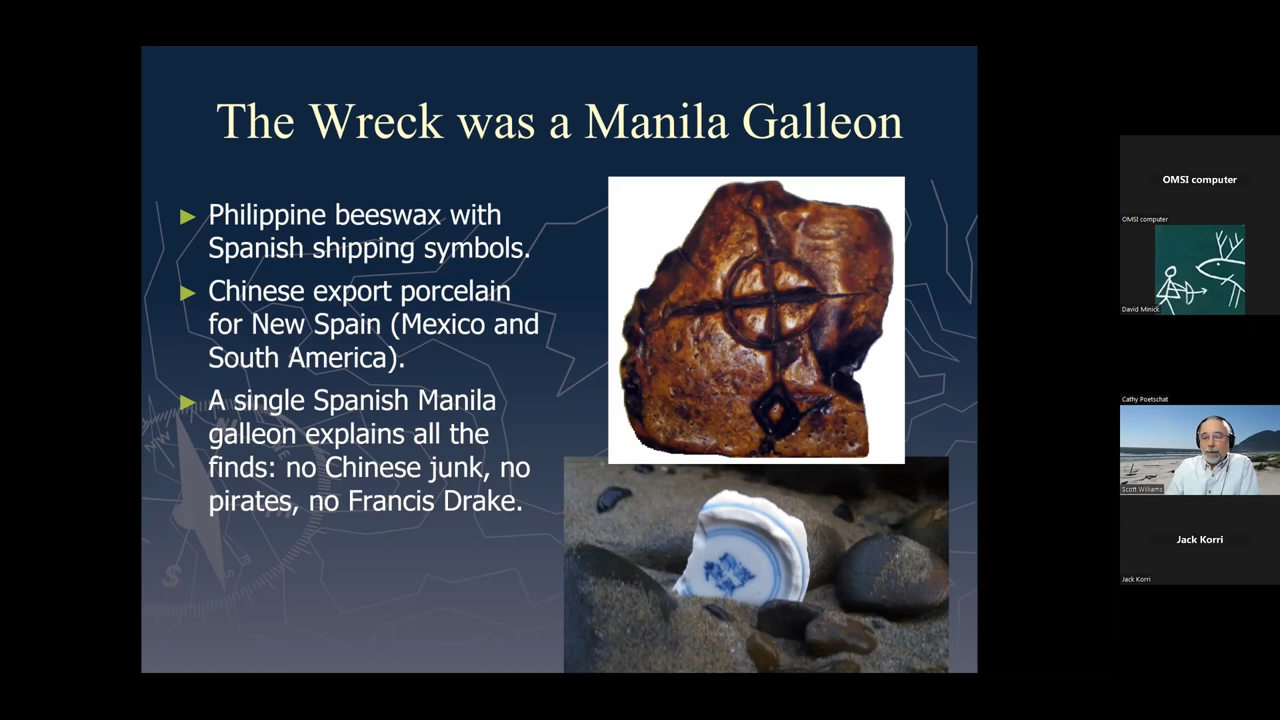 The Wreck was a Manila Galleon
► Philippine beeswax with
Spanish shipping symbols.
► Chinese export porcelain
for New Spain (Mexico and
South America).
► A single Spanish Manila
galleon explains all the
finds: no Chinese junk, no
pirates, no Francis Drake.
NW
N
S
S
OMSI computer
OMSI computer
David Minick
Cathy Poetschat
Scott Williams
Jack Korri
Jack Korri